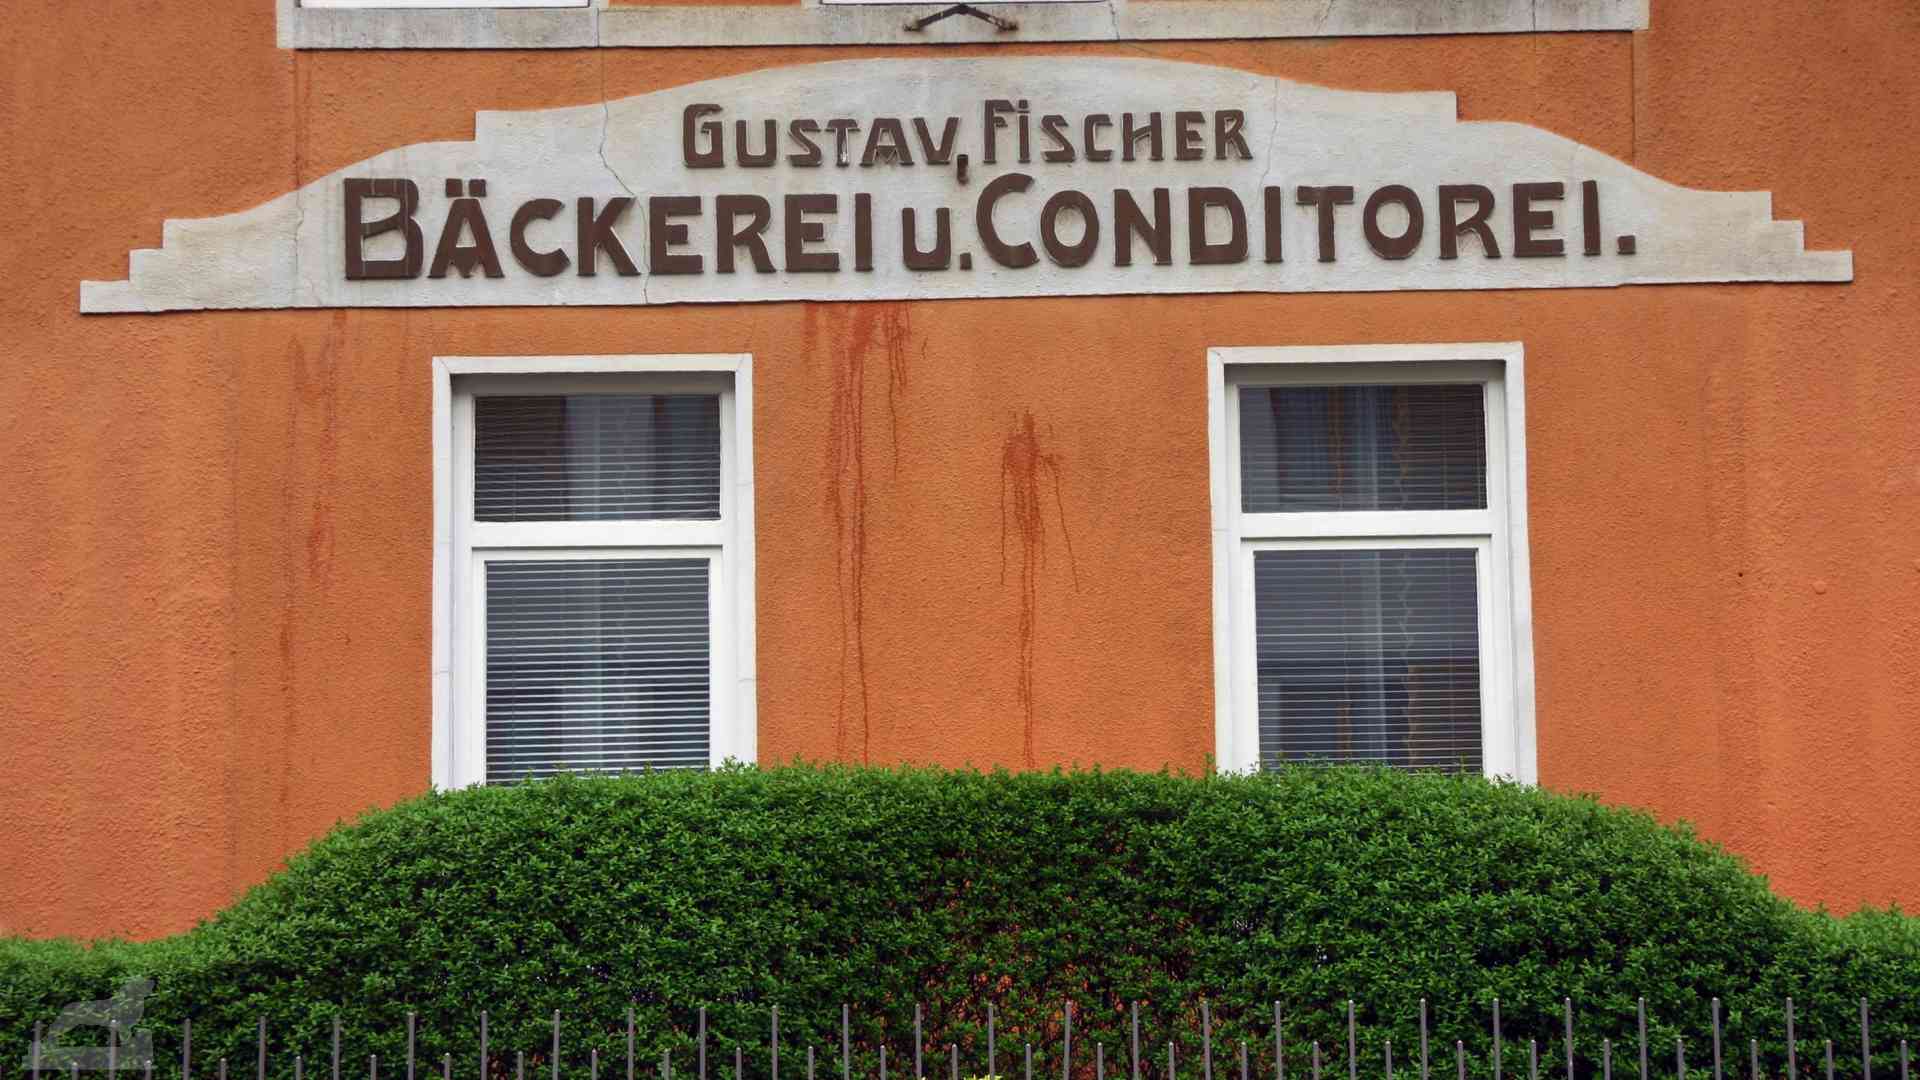 GUSTAV, FISCHER
BÄCKEREI U. CONDITOREI.